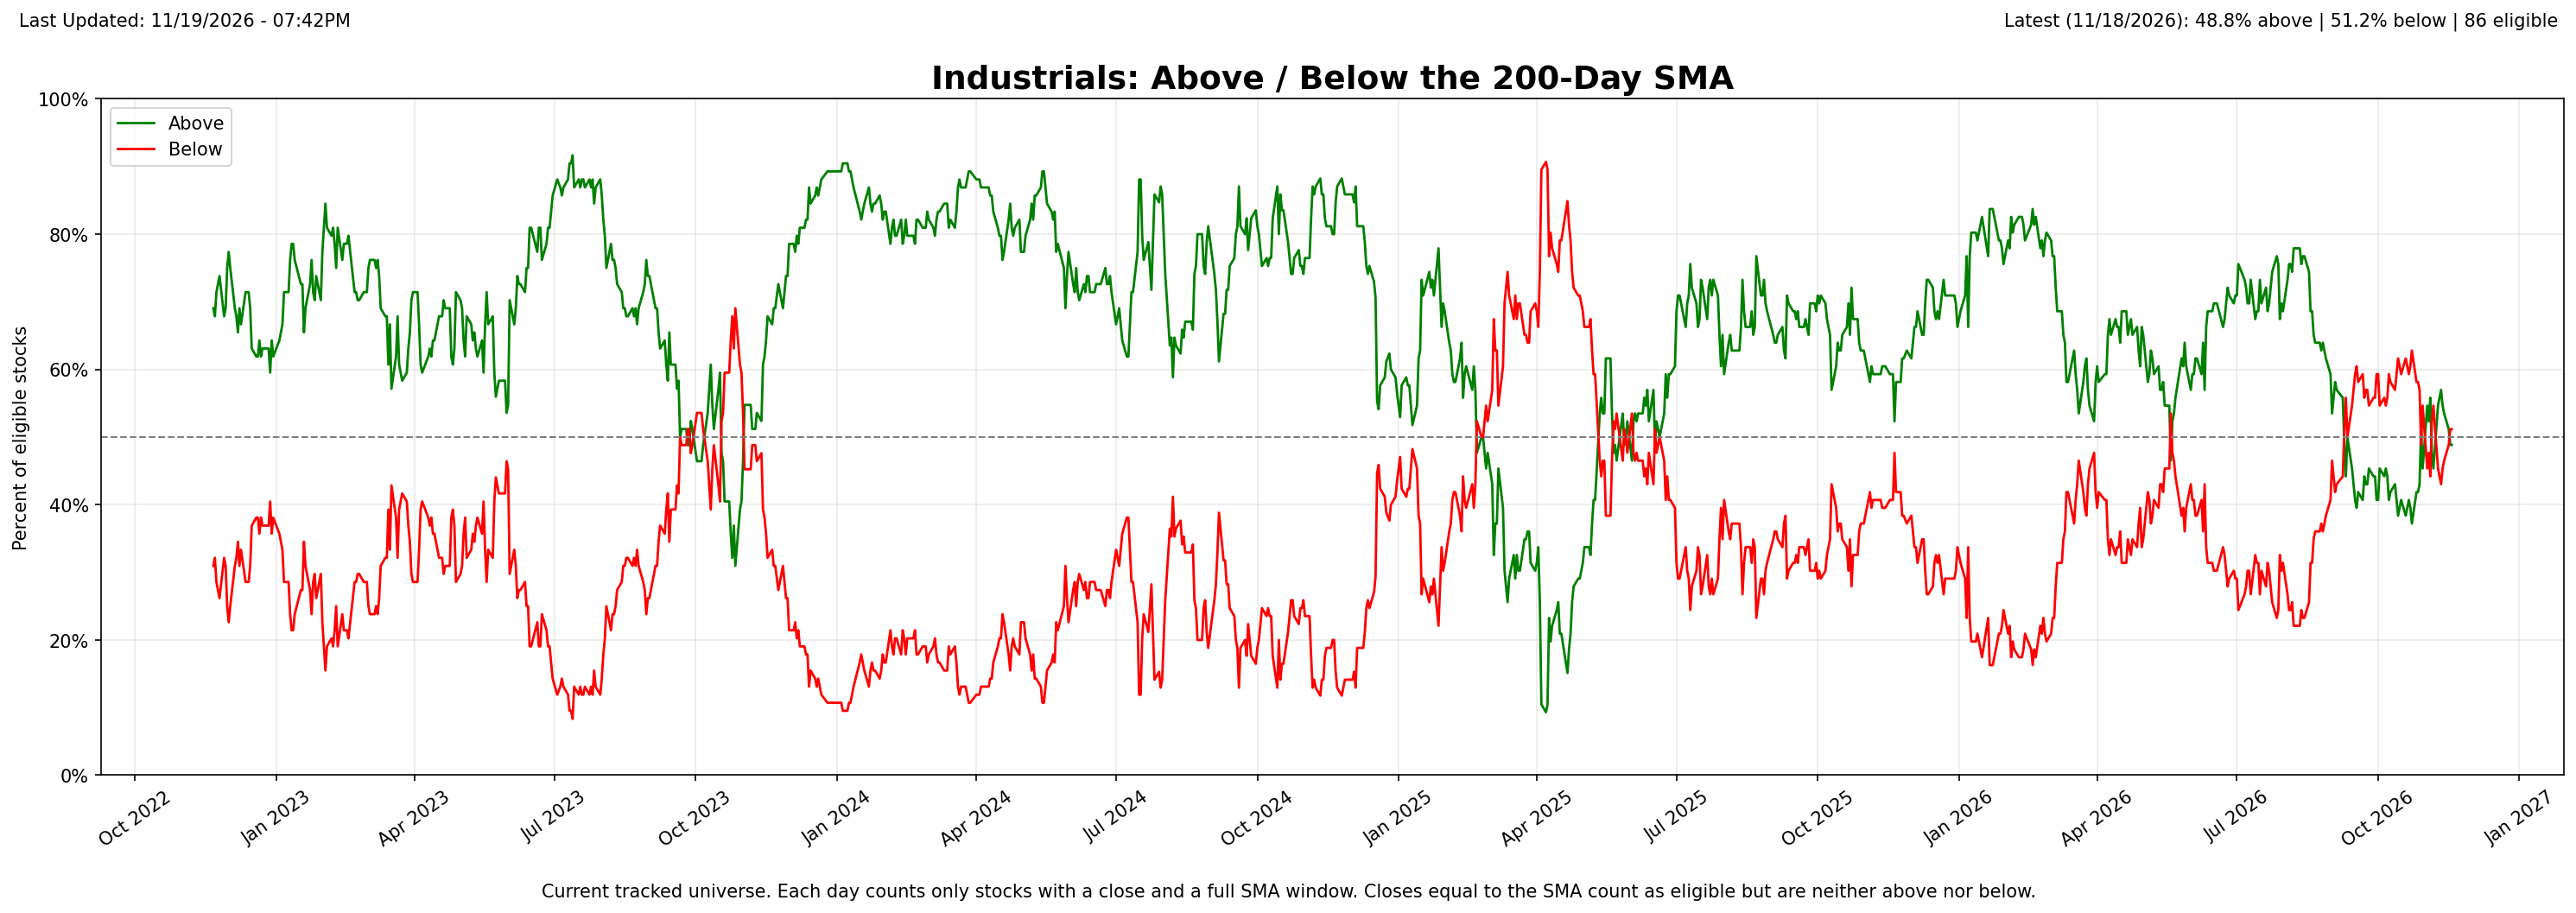 Last Updated: 11/19/2026 - 07:42PM
Latest (11/18/2026): 48.8% above | 51.2% below | 86 eligible
Industrials: Above / Below the 200-Day SMA
Above
Below
Percent of eligible stocks
100%
80%
60%
40%
20%
0%
Oct 2022
Jan 2023
Apr 2023
Jul 2023
Oct 2023
Jan 2024
Apr 2024
Jul 2024
Oct 2024
Jan 2025
Apr 2025
Jul 2025
Oct 2025
Jan 2026
Apr 2026
Jul 2026
Oct 2026
Jan 2027
Current tracked universe. Each day counts only stocks with a close and a full SMA window. Closes equal to the SMA count as eligible but are neither above nor below.